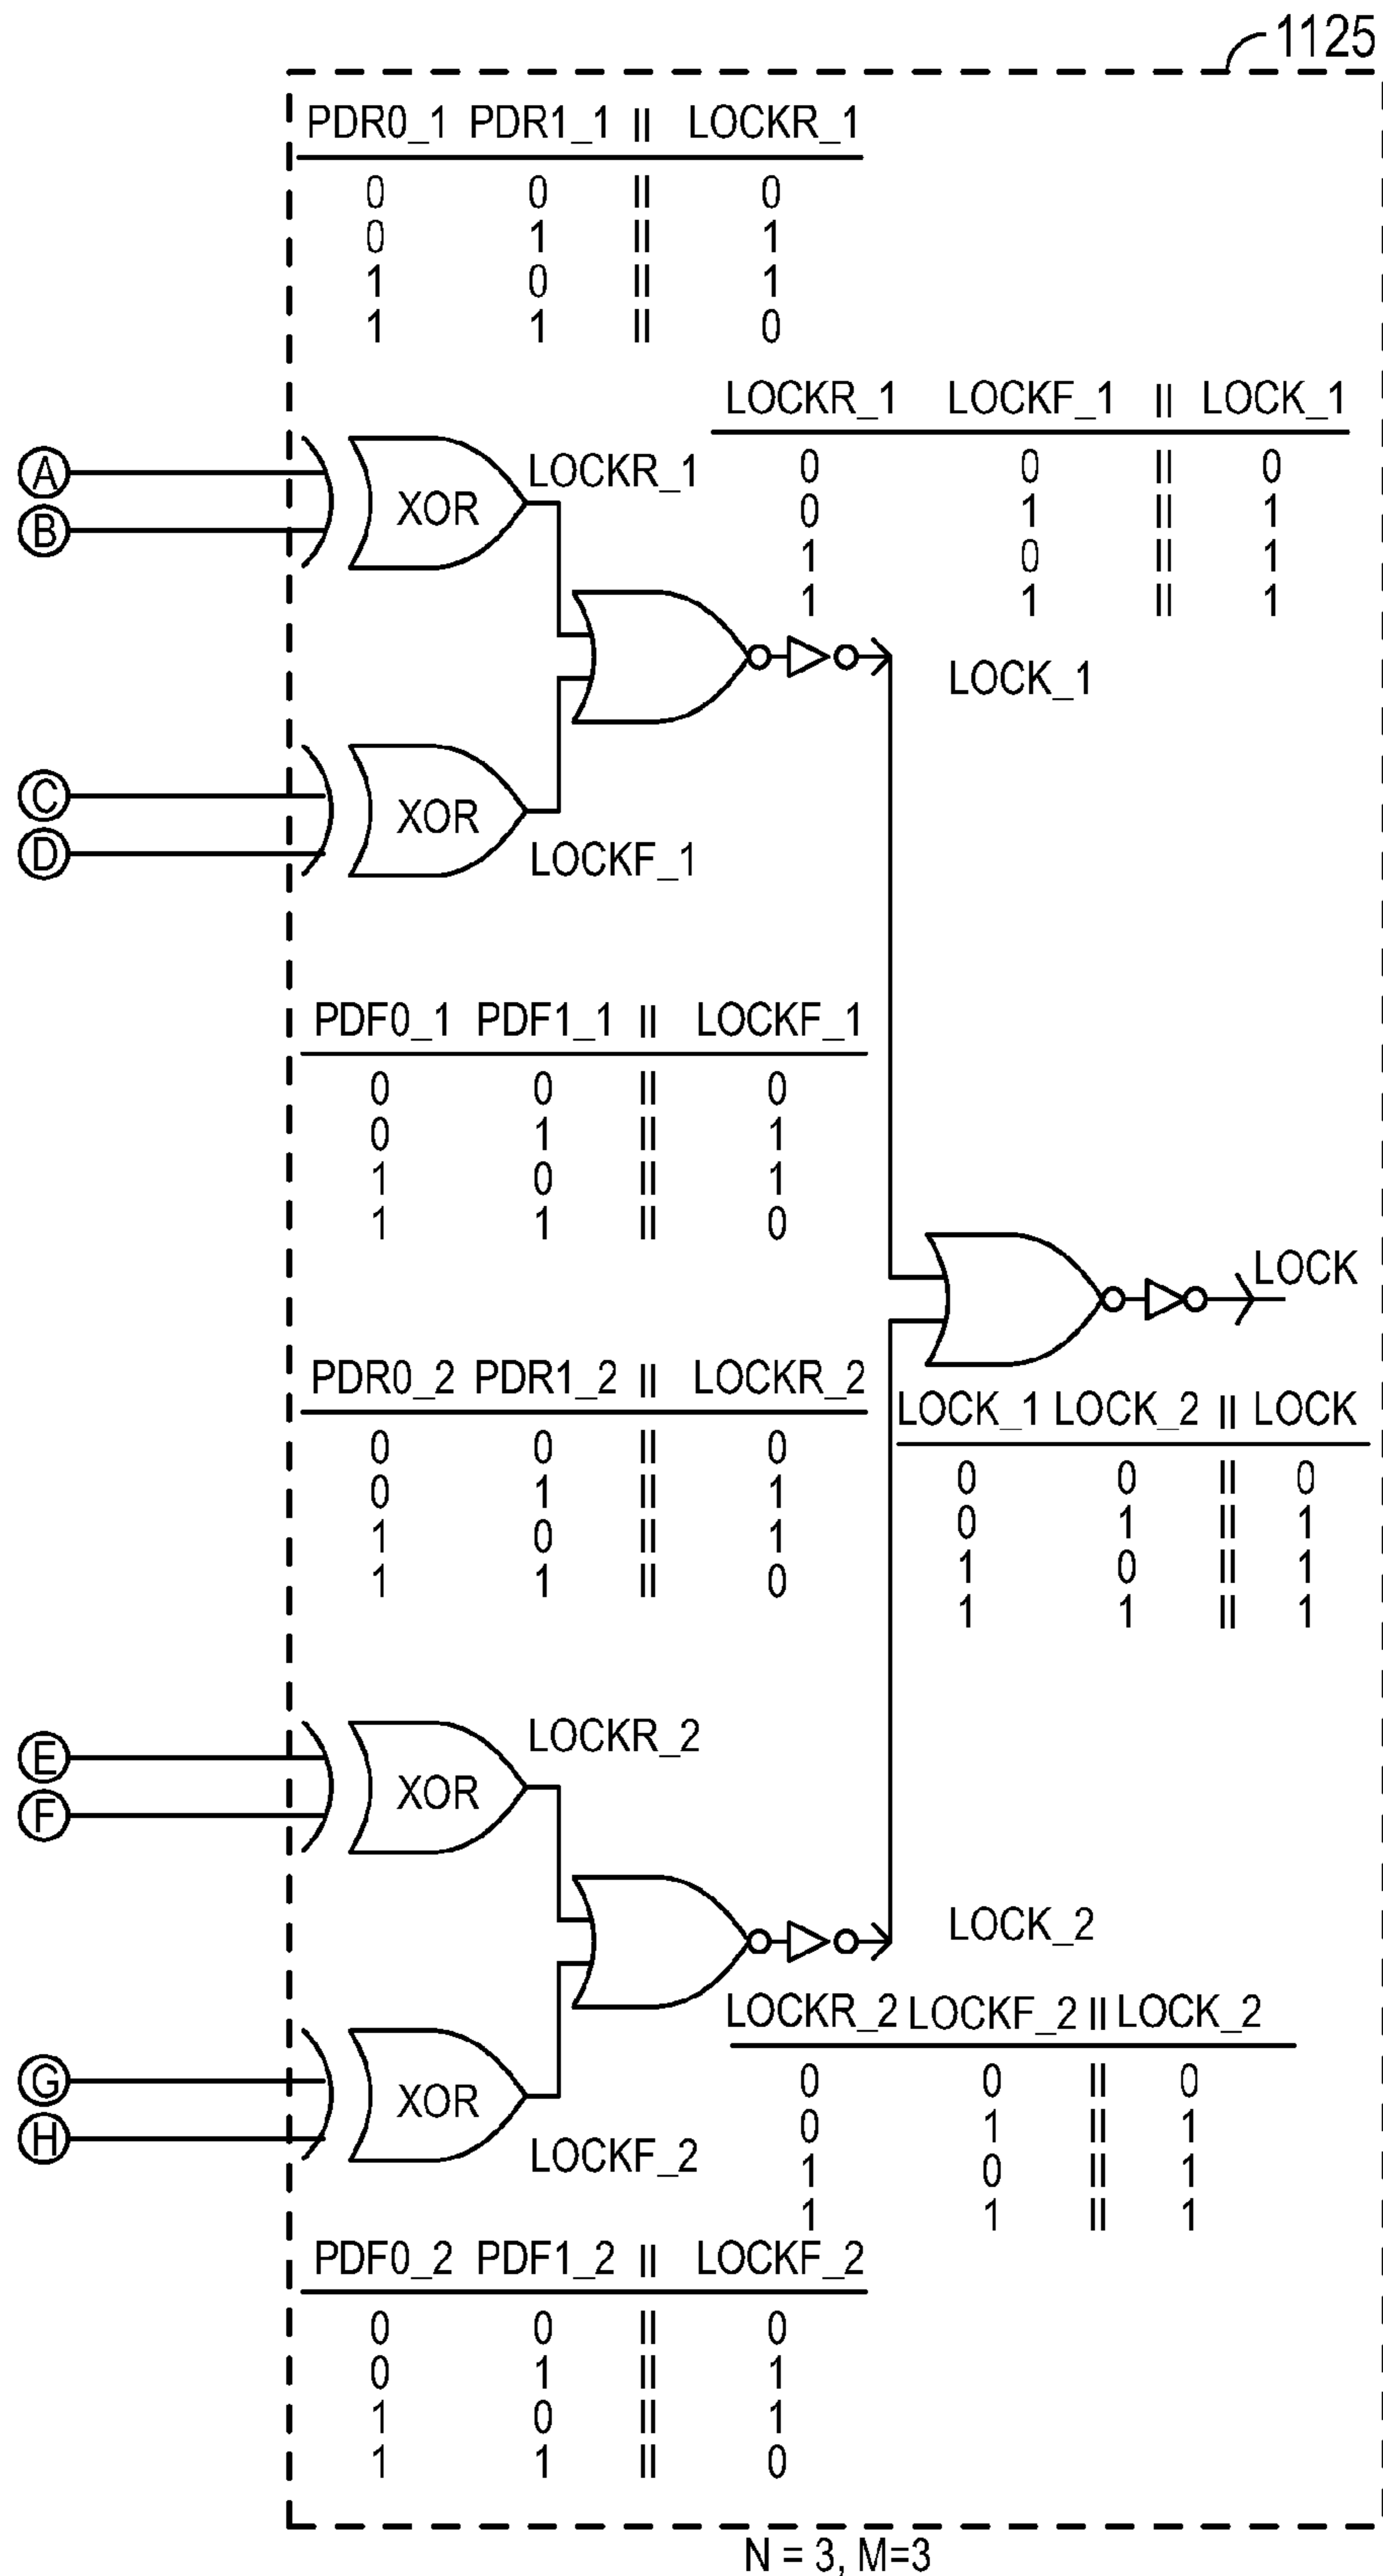 1125
PDR0_1 PDR1_1 || LOCKR_1
0 0 || 0
0 1 || 1
1 0 || 1
1 1 || 0
LOCKR_1 LOCKF_1 || LOCK_1
0 0 || 0
0 1 || 1
1 0 || 1
1 1 || 1
A
B
XOR
LOCKR_1
LOCK_1
C
D
XOR
LOCKF_1
PDF0_1 PDF1_1 || LOCKF_1
0 0 || 0
0 1 || 1
1 0 || 1
1 1 || 0
LOCK
PDR0_2 PDR1_2 || LOCKR_2
0 0 || 0
0 1 || 1
1 0 || 1
1 1 || 0
LOCK_1 LOCK_2 || LOCK
0 0 || 0
0 1 || 1
1 0 || 1
1 1 || 1
E
F
XOR
LOCKR_2
LOCK_2
LOCKR_2 LOCKF_2 || LOCK_2
0 0 || 0
0 1 || 1
1 0 || 1
1 1 || 1
G
H
XOR
LOCKF_2
PDF0_2 PDF1_2 || LOCKF_2
0 0 || 0
0 1 || 1
1 0 || 1
1 1 || 0
N = 3, M=3